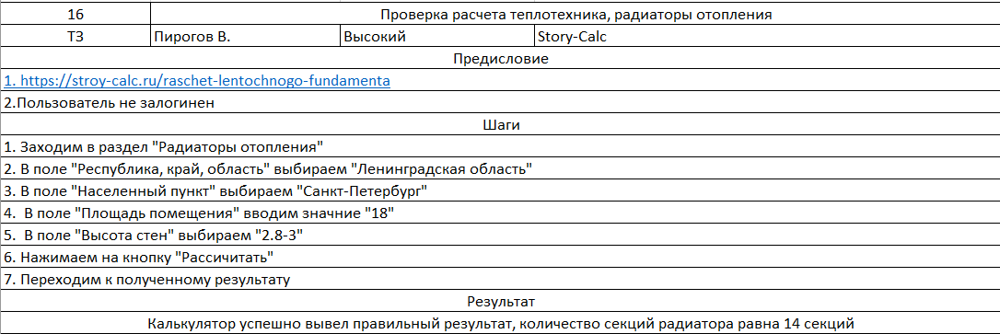 16 Проверка расчета теплотехника, радиаторы отопления
ТЗ Пирогов В. Высокий Story-Calc
Предисловие
1. https://stroy-calc.ru/raschet-lentochnogo-fundamenta
2.Пользователь не залогинен
Шаги
1. Заходим в раздел "Радиаторы отопления"
2. В поле "Республика, край, область" выбираем "Ленинградская область"
3. В поле "Населенный пункт" выбираем "Санкт-Петербург"
4.  В поле "Площадь помещения" вводим значние "18"
5.  В поле "Высота стен" выбираем "2.8-3"
6. Нажимаем на кнопку "Рассичитать"
7. Переходим к полученному результату
Результат
Калькулятор успешно вывел правильный результат, количество секций радиатора равна 14 секций